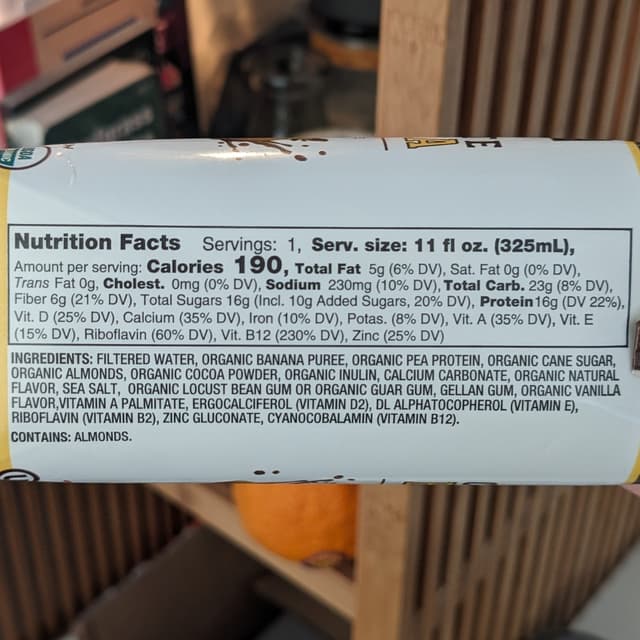 Nutrition Facts Servings: 1, Serv. size: 11 fl oz. (325mL),
Amount per serving: Calories 190, Total Fat 5g (6% DV), Sat. Fat 0g (0% DV),
Trans Fat 0g, Cholest. 0mg (0% DV), Sodium 230mg (10% DV), Total Carb. 23g (8% DV),
Fiber 6g (21% DV), Total Sugars 16g (Incl. 10g Added Sugars, 20% DV), Protein 16g (DV 22%),
Vit. D (25% DV), Calcium (35% DV), Iron (10% DV), Potas. (8% DV), Vit. A (35% DV), Vit. E
(15% DV), Riboflavin (60% DV), Vit. B12 (230% DV), Zinc (25% DV)
INGREDIENTS: FILTERED WATER, ORGANIC BANANA PUREE, ORGANIC PEA PROTEIN, ORGANIC CANE SUGAR,
ORGANIC ALMONDS, ORGANIC COCOA POWDER, ORGANIC INULIN, CALCIUM CARBONATE, ORGANIC NATURAL
FLAVOR, SEA SALT, ORGANIC LOCUST BEAN GUM OR ORGANIC GUAR GUM, GELLAN GUM, ORGANIC VANILLA
FLAVOR,VITAMIN A PALMITATE, ERGOCALCIFEROL (VITAMIN D2), DL ALPHATOCOPHEROL (VITAMIN E),
RIBOFLAVIN (VITAMIN B2), ZINC GLUCONATE, CYANOCOBALAMIN (VITAMIN B12).
CONTAINS: ALMONDS.